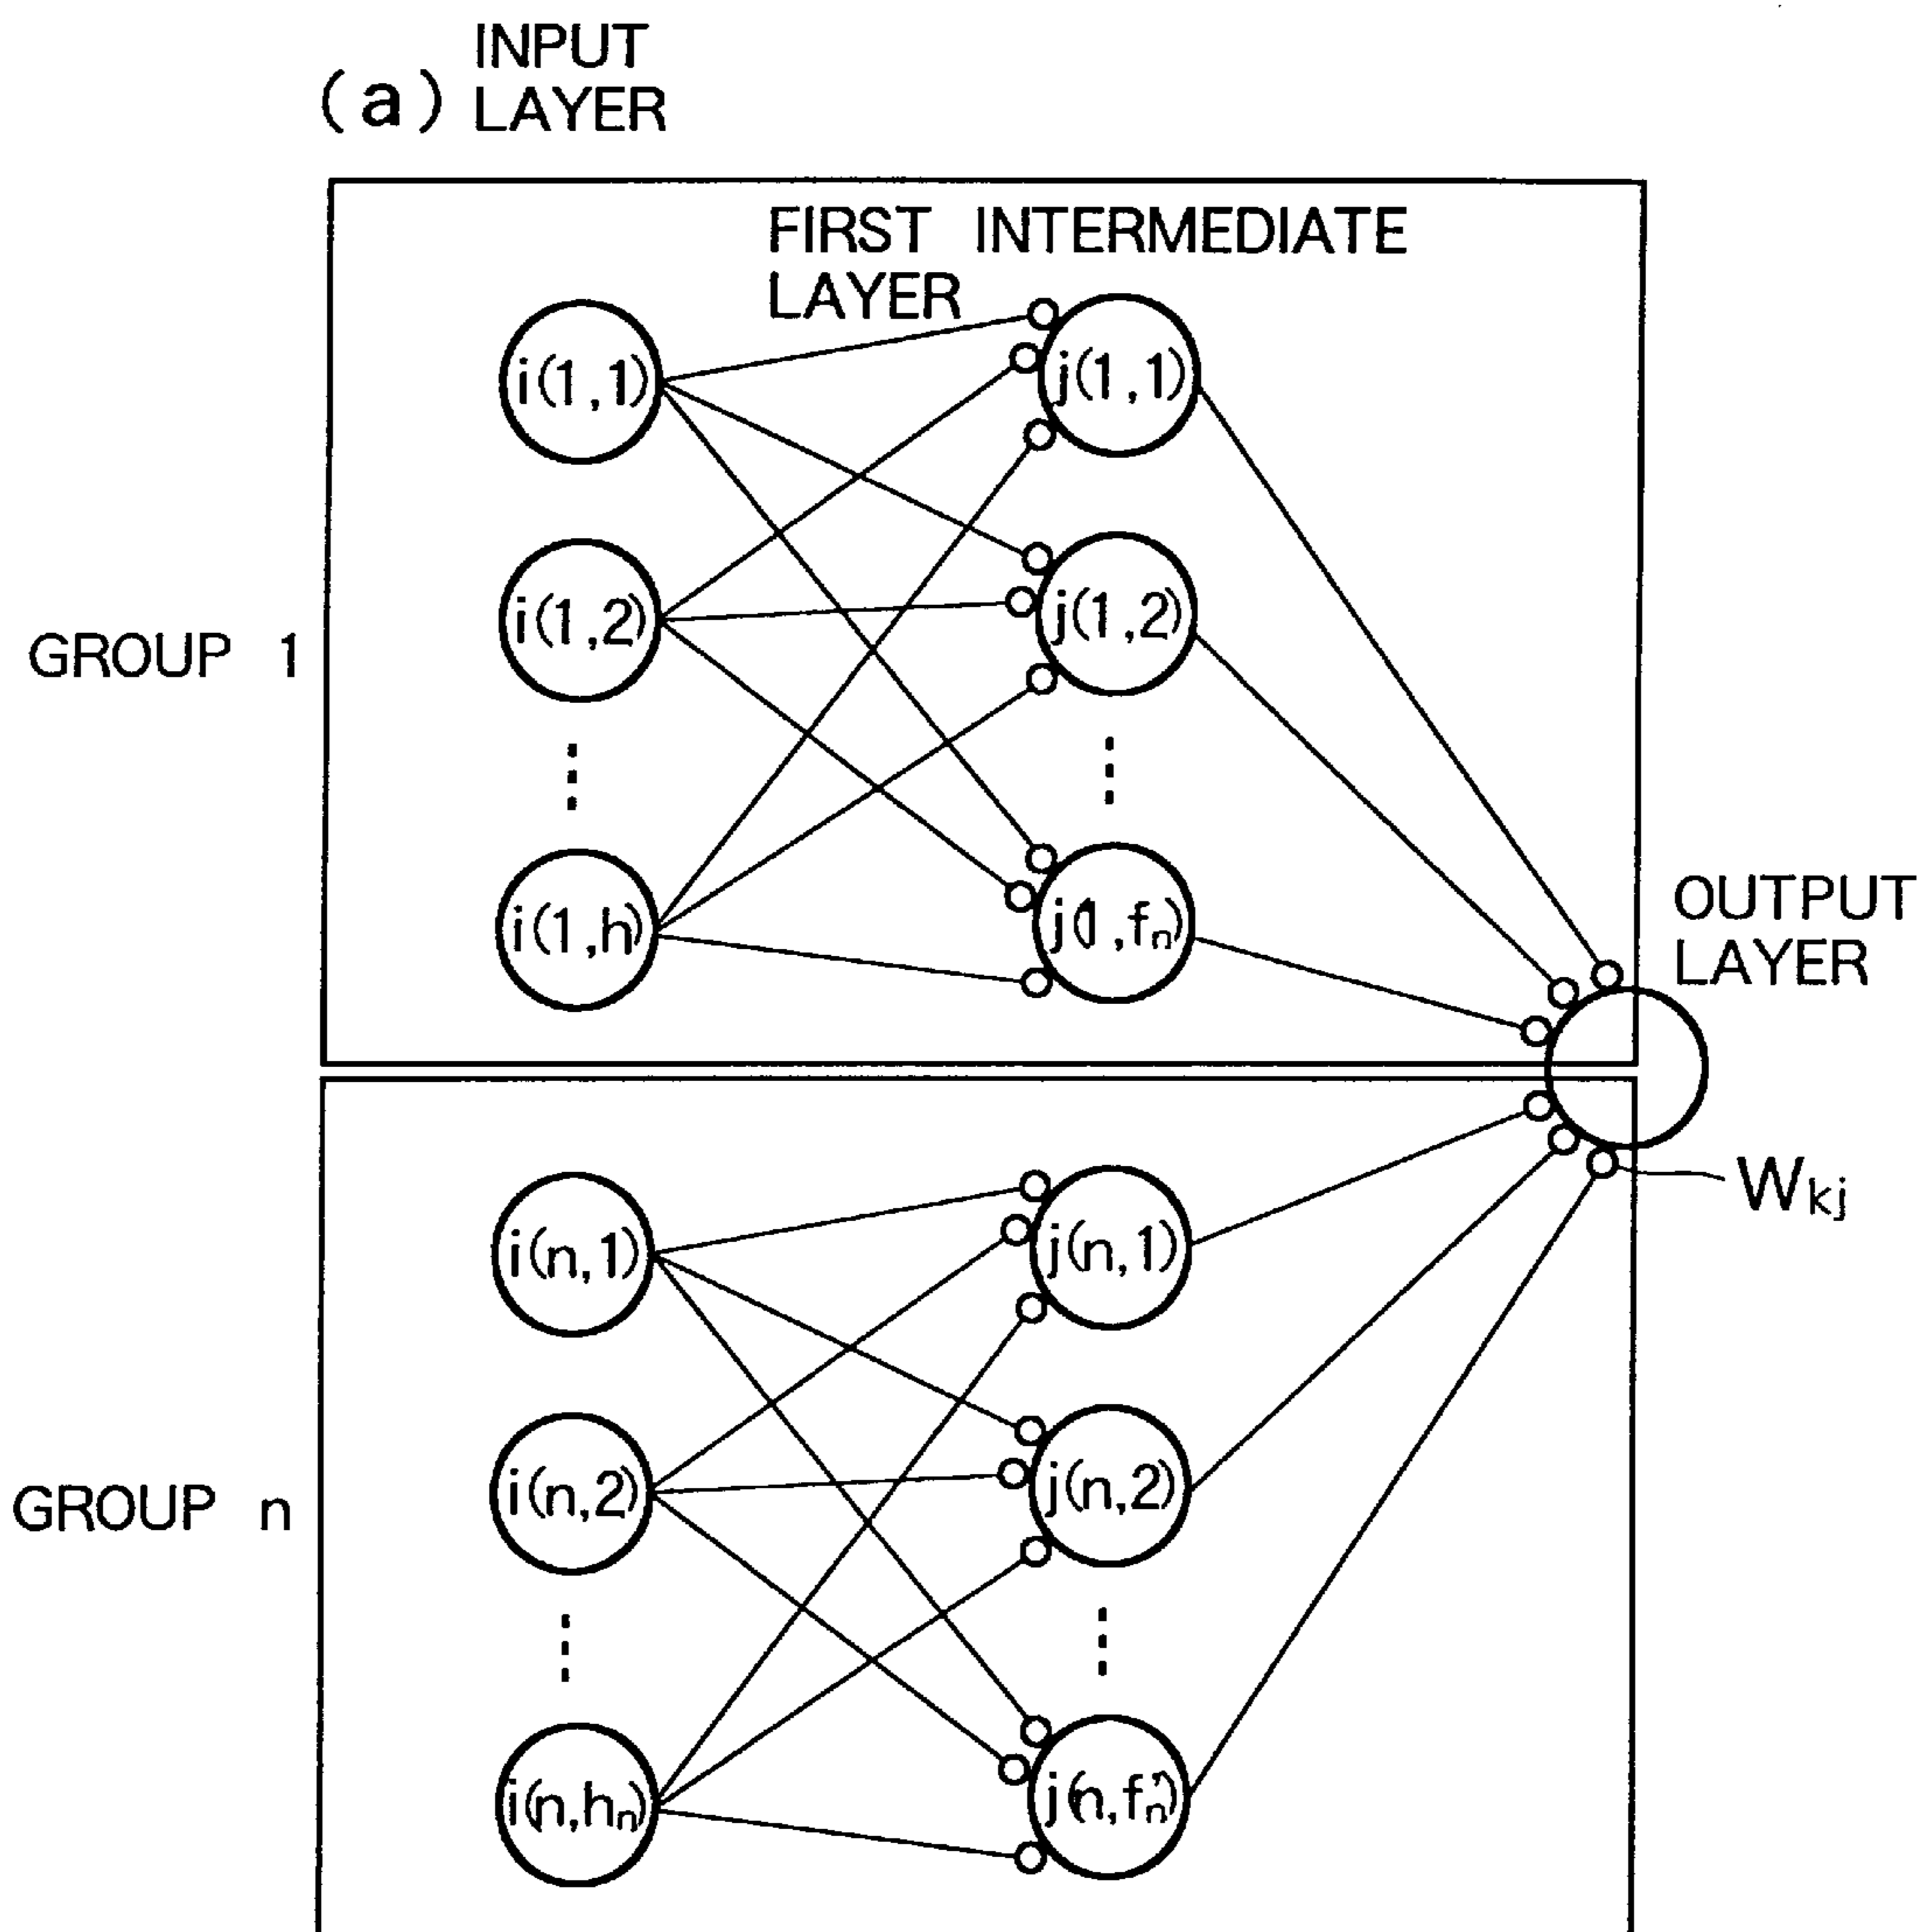 (a) INPUT
LAYER
FIRST INTERMEDIATE
LAYER
i(1,1)
j(1,1)
i(1,2)
j(1,2)
GROUP 1
i(1,h)
j(1,fn)
OUTPUT
LAYER
Wkj
i(n,1)
j(n,1)
i(n,2)
j(n,2)
GROUP n
i(n,hn)
j(n,fn')